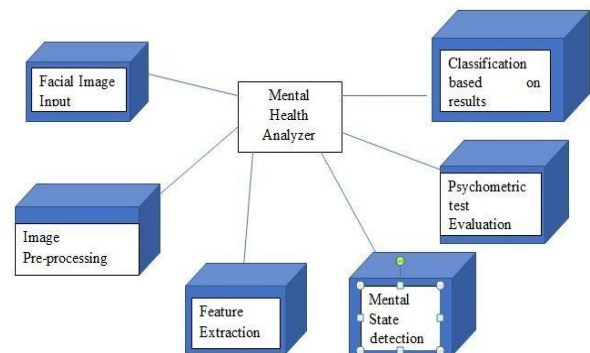 Facial Image
Input
Mental
Health
Analyzer
Classification
based on
results
Psychometric
test
Evaluation
Image
Pre-processing
Feature
Extraction
Mental
State
detection